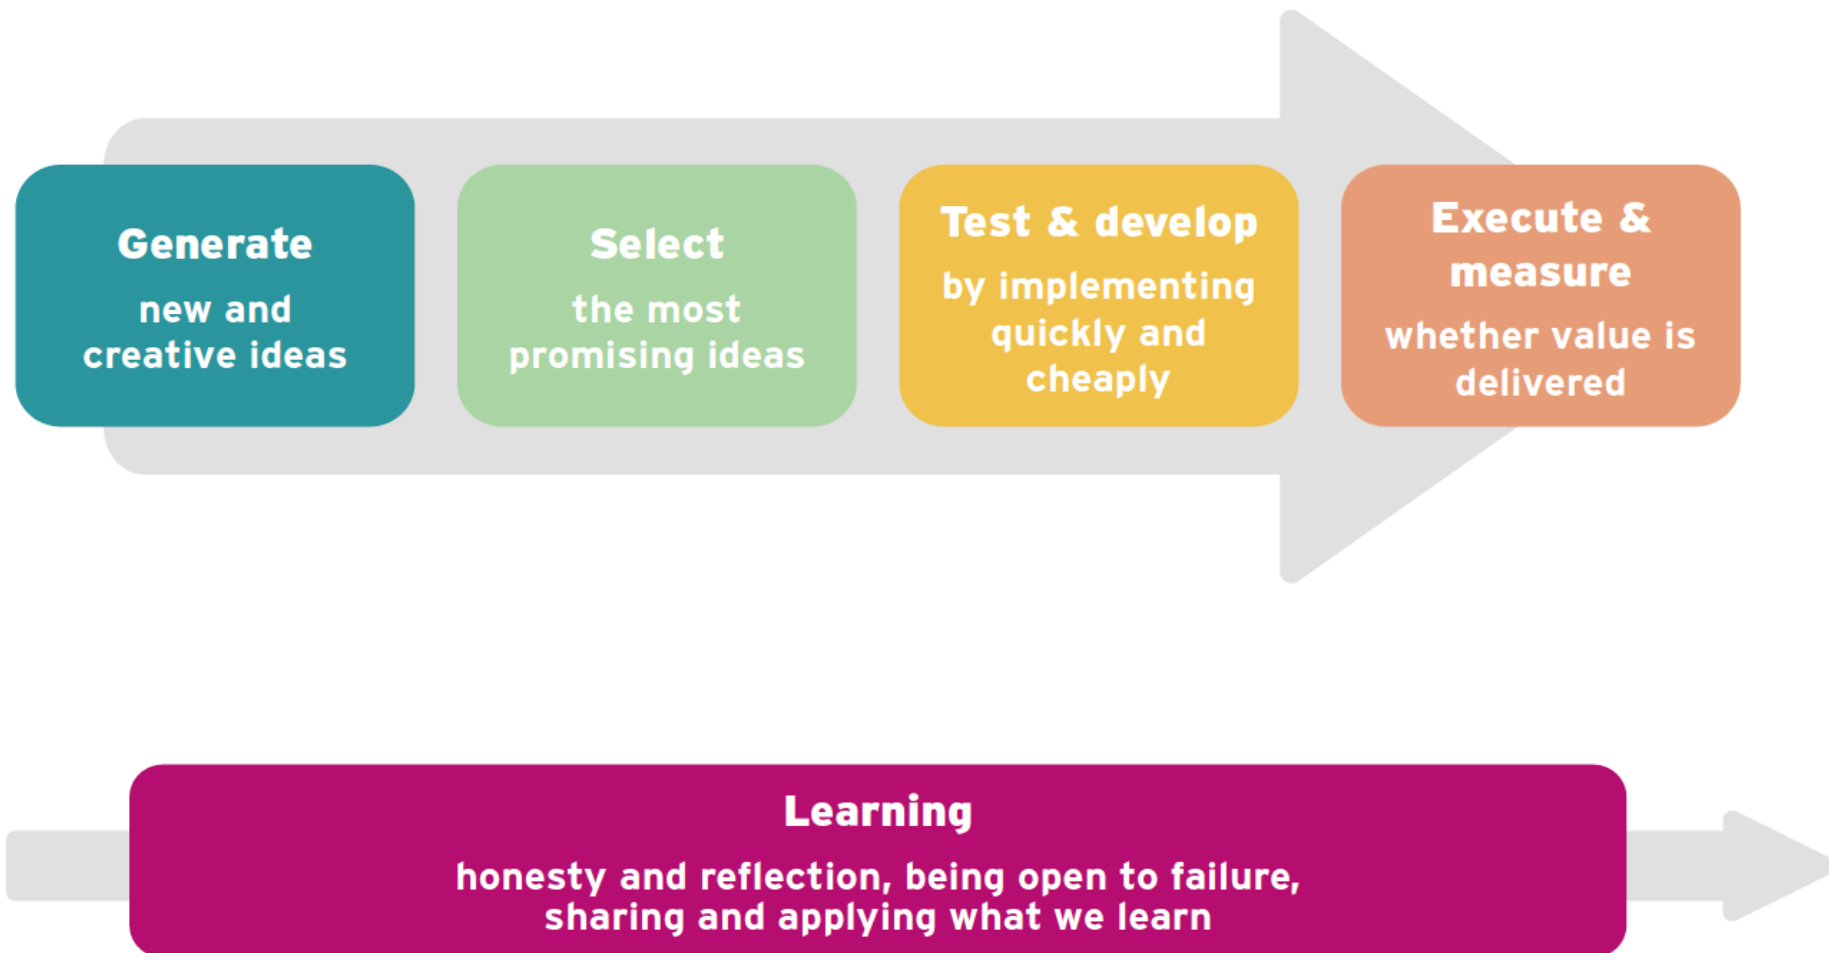 Generate
new and
creative ideas
Select
the most
promising ideas
Test & develop
by implementing
quickly and
cheaply
Execute &
measure
whether value is
delivered
Learning
honesty and reflection, being open to failure,
sharing and applying what we learn